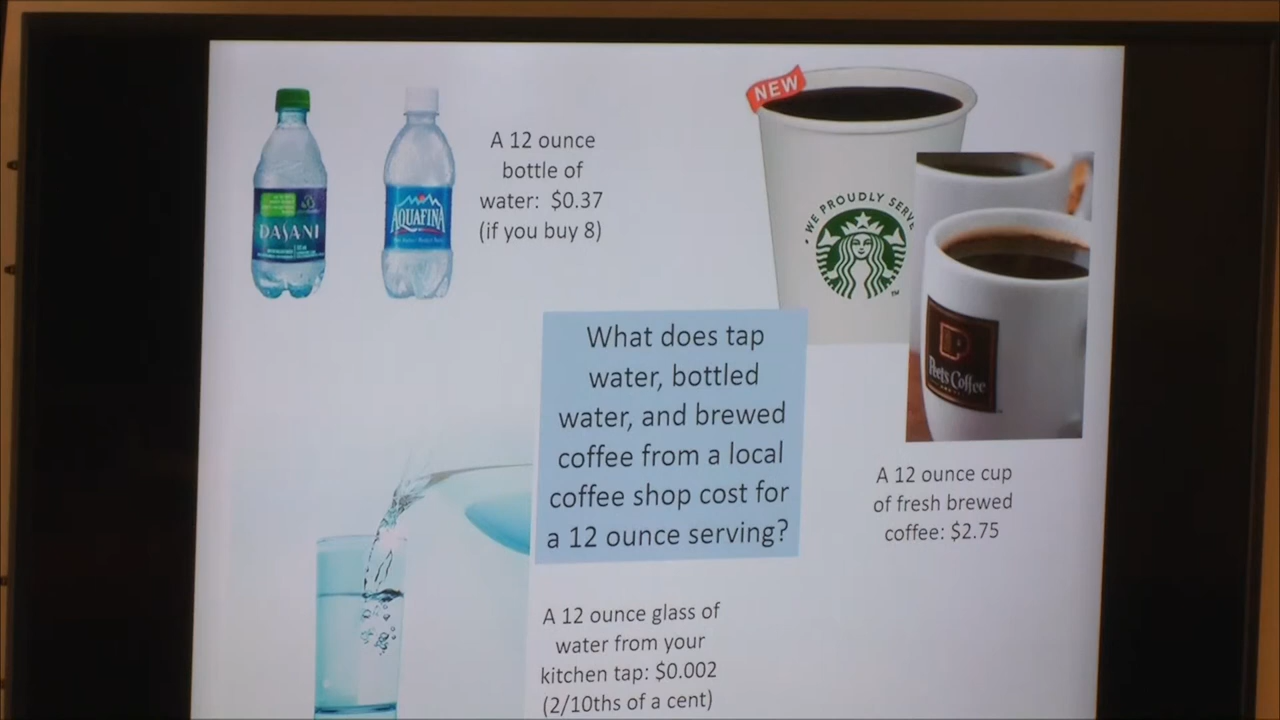 DASANI
AQUAFINA
A 12 ounce
bottle of
water: $0.37
(if you buy 8)
NEW
• WE PROUDLY SERVE
TM
Peet's Coffee
A 12 ounce cup
of fresh brewed
coffee: $2.75
What does tap
water, bottled
water, and brewed
coffee from a local
coffee shop cost for
a 12 ounce serving?
A 12 ounce glass of
water from your
kitchen tap: $0.002
(2/10ths of a cent)